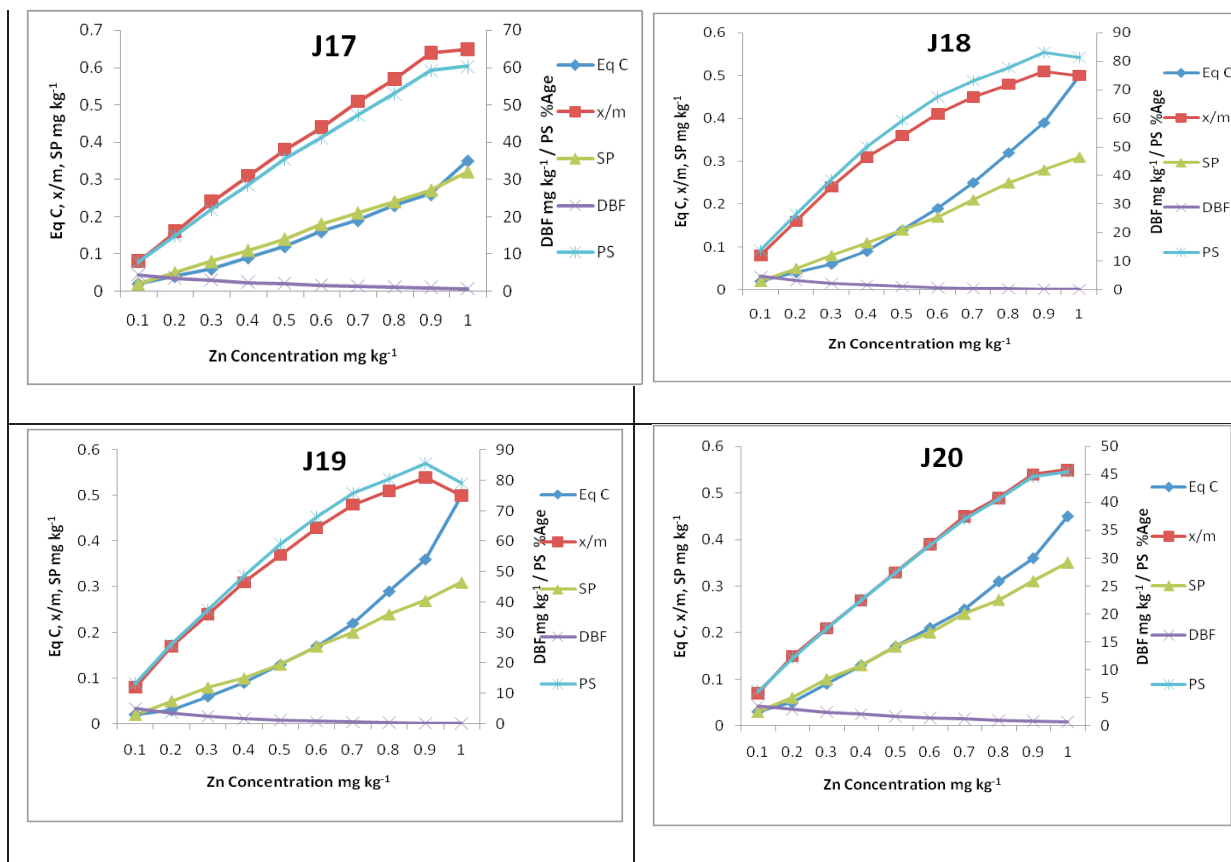 J17
0.7
0.6
0.5
0.4
0.3
0.2
0.1
0
Eq C, x/m, SP mg kg⁻¹
70
60
50
40
30
20
10
0
DBF mg kg⁻¹ / PS %Age
Eq C
x/m
SP
DBF
PS
0.1 0.2 0.3 0.4 0.5 0.6 0.7 0.8 0.9 1
Zn Concentration mg kg⁻¹
J18
0.6
0.5
0.4
0.3
0.2
0.1
0
Eq C, x/m, SP mg kg⁻¹
90
80
70
60
50
40
30
20
10
0
DBF mg kg⁻¹ / PS %Age
Eq C
x/m
SP
DBF
PS
0.1 0.2 0.3 0.4 0.5 0.6 0.7 0.8 0.9 1
Zn Concentration mg kg⁻¹
J19
0.6
0.5
0.4
0.3
0.2
0.1
0
Eq C, x/m, SP mg kg⁻¹
90
80
70
60
50
40
30
20
10
0
DBF mg kg⁻¹ / PS %Age
Eq C
x/m
SP
DBF
PS
0.1 0.2 0.3 0.4 0.5 0.6 0.7 0.8 0.9 1
Zn Concentration mg kg⁻¹
J20
0.6
0.5
0.4
0.3
0.2
0.1
0
Eq C, x/m, SP mg kg⁻¹
50
45
40
35
30
25
20
15
10
5
0
DBF mg kg⁻¹ / PS %Age
Eq C
x/m
SP
DBF
PS
0.1 0.2 0.3 0.4 0.5 0.6 0.7 0.8 0.9 1
Zn Concentration mg kg⁻¹